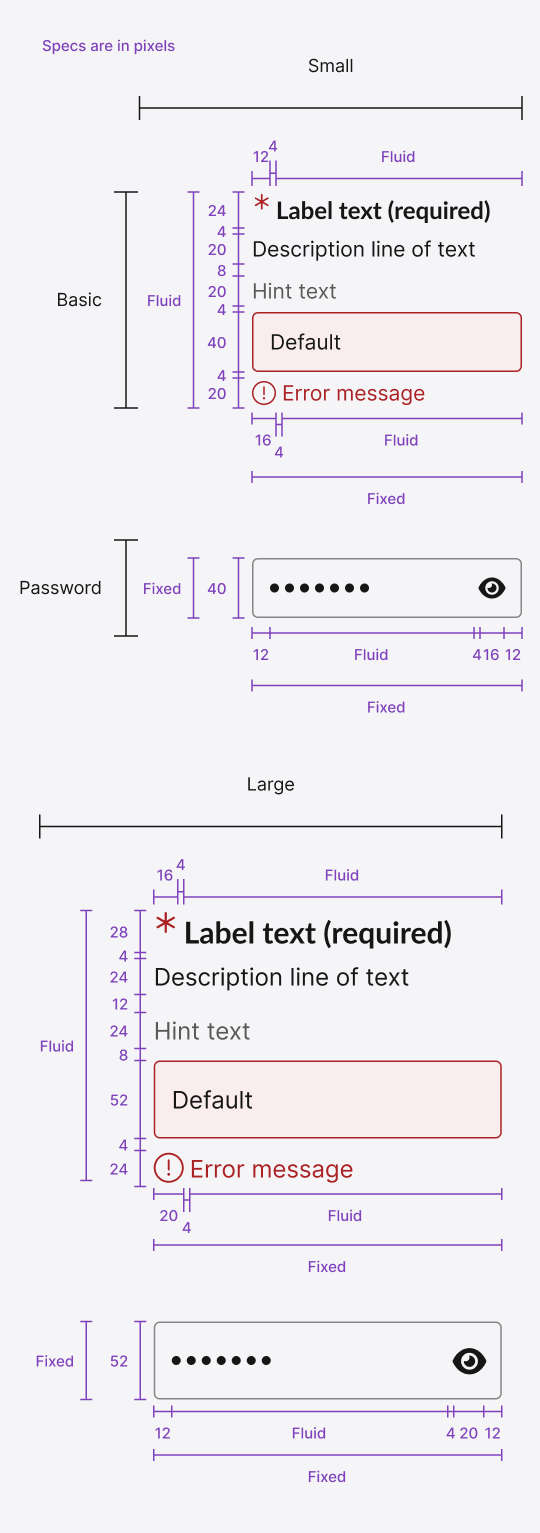 Specs are in pixels
Small
12 4 Fluid
24 * Label text (required)
4
20 Description line of text
8
Basic Fluid 20 Hint text
4
40 Default
4
20 Error message
16 4 Fluid
Fixed
Password Fixed 40
12 Fluid 4 16 12
Fixed
Large
16 4 Fluid
28 * Label text (required)
4
24 Description line of text
12
24 Hint text
Fluid
8
52 Default
4
24 Error message
20 4 Fluid
Fixed
Fixed 52
12 Fluid 4 20 12
Fixed